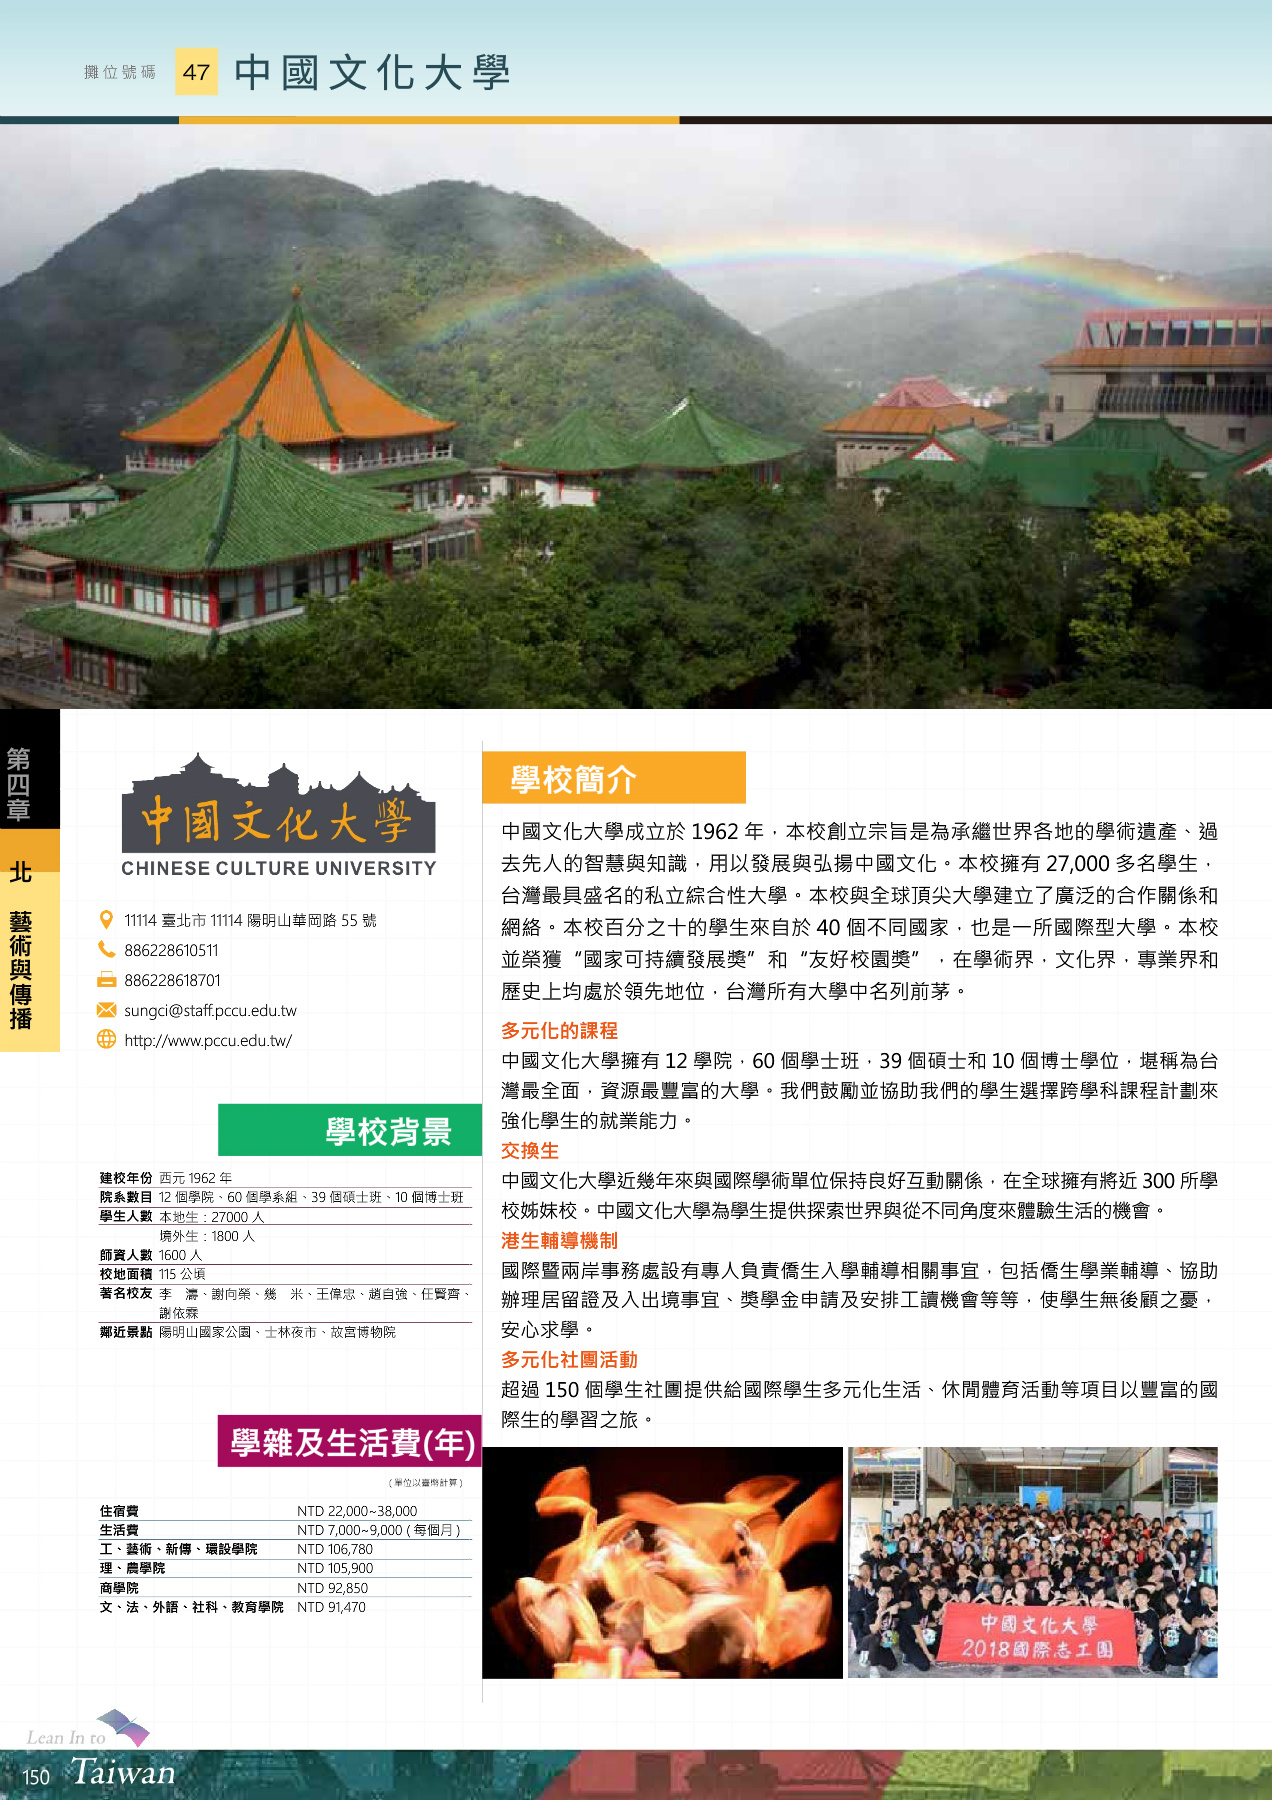 攤位號碼 47 中國文化大學
第四章
北 藝術與傳播
中國文化大學
CHINESE CULTURE UNIVERSITY
11114 臺北市 11114 陽明山華岡路 55 號
886228610511
886228618701
sungci@staff.pccu.edu.tw
http://www.pccu.edu.tw/
學校背景
建校年份 西元 1962 年
院系數目 12 個學院、60 個學系組、39 個碩士班、10 個博士班
學生人數 本地生：27000 人
境外生：1800 人
師資人數 1600 人
校地面積 115 公頃
著名校友 李　濤、謝向榮、幾　米、王偉忠、趙自強、任賢齊、
謝依霖
鄰近景點 陽明山國家公園、士林夜市、故宮博物院
學雜及生活費(年)
(單位以臺幣計算)
住宿費 NTD 22,000~38,000
生活費 NTD 7,000~9,000 ( 每個月 )
工、藝術、新傳、環設學院 NTD 106,780
理、農學院 NTD 105,900
商學院 NTD 92,850
文、法、外語、社科、教育學院 NTD 91,470
學校簡介
中國文化大學成立於 1962 年，本校創立宗旨是為承繼世界各地的學術遺產、過
去先人的智慧與知識，用以發展與弘揚中國文化。本校擁有 27,000 多名學生，
台灣最具盛名的私立綜合性大學。本校與全球頂尖大學建立了廣泛的合作關係和
網絡。本校百分之十的學生來自於 40 個不同國家，也是一所國際型大學。本校
並榮獲“國家可持續發展獎”和“友好校園獎”，在學術界，文化界，專業界和
歷史上均處於領先地位，台灣所有大學中名列前茅。
多元化的課程
中國文化大學擁有 12 學院，60 個學士班，39 個碩士和 10 個博士學位，堪稱為台
灣最全面，資源最豐富的大學。我們鼓勵並協助我們的學生選擇跨學科課程計劃來
強化學生的就業能力。
交換生
中國文化大學近幾年來與國際學術單位保持良好互動關係，在全球擁有將近 300 所學
校姊妹校。中國文化大學為學生提供探索世界與從不同角度來體驗生活的機會。
港生輔導機制
國際暨兩岸事務處設有專人負責僑生入學輔導相關事宜，包括僑生學業輔導、協助
辦理居留證及入出境事宜、獎學金申請及安排工讀機會等等，使學生無後顧之憂，
安心求學。
多元化社團活動
超過 150 個學生社團提供給國際學生多元化生活、休閒體育活動等項目以豐富的國
際生的學習之旅。
中國文化大學
2018國際志工團
Lean In to
Taiwan
150